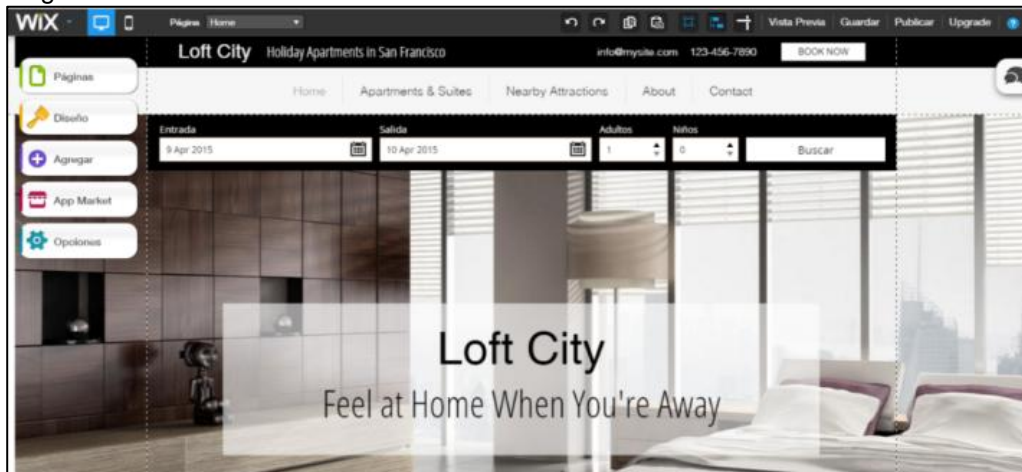 WiX Página Home Vista Previa Guardar Publicar Upgrade ?
Loft City Holiday Apartments in San Francisco info@mysite.com 123-456-7890 BOOK NOW
Páginas
Home Apartments & Suites Nearby Attractions About Contact
Diseño
Entrada Salida Adultos Niños
9 Apr 2015 10 Apr 2015 1 0 Buscar
Agregar
App Market
Opciones
Loft City
Feel at Home When You're Away